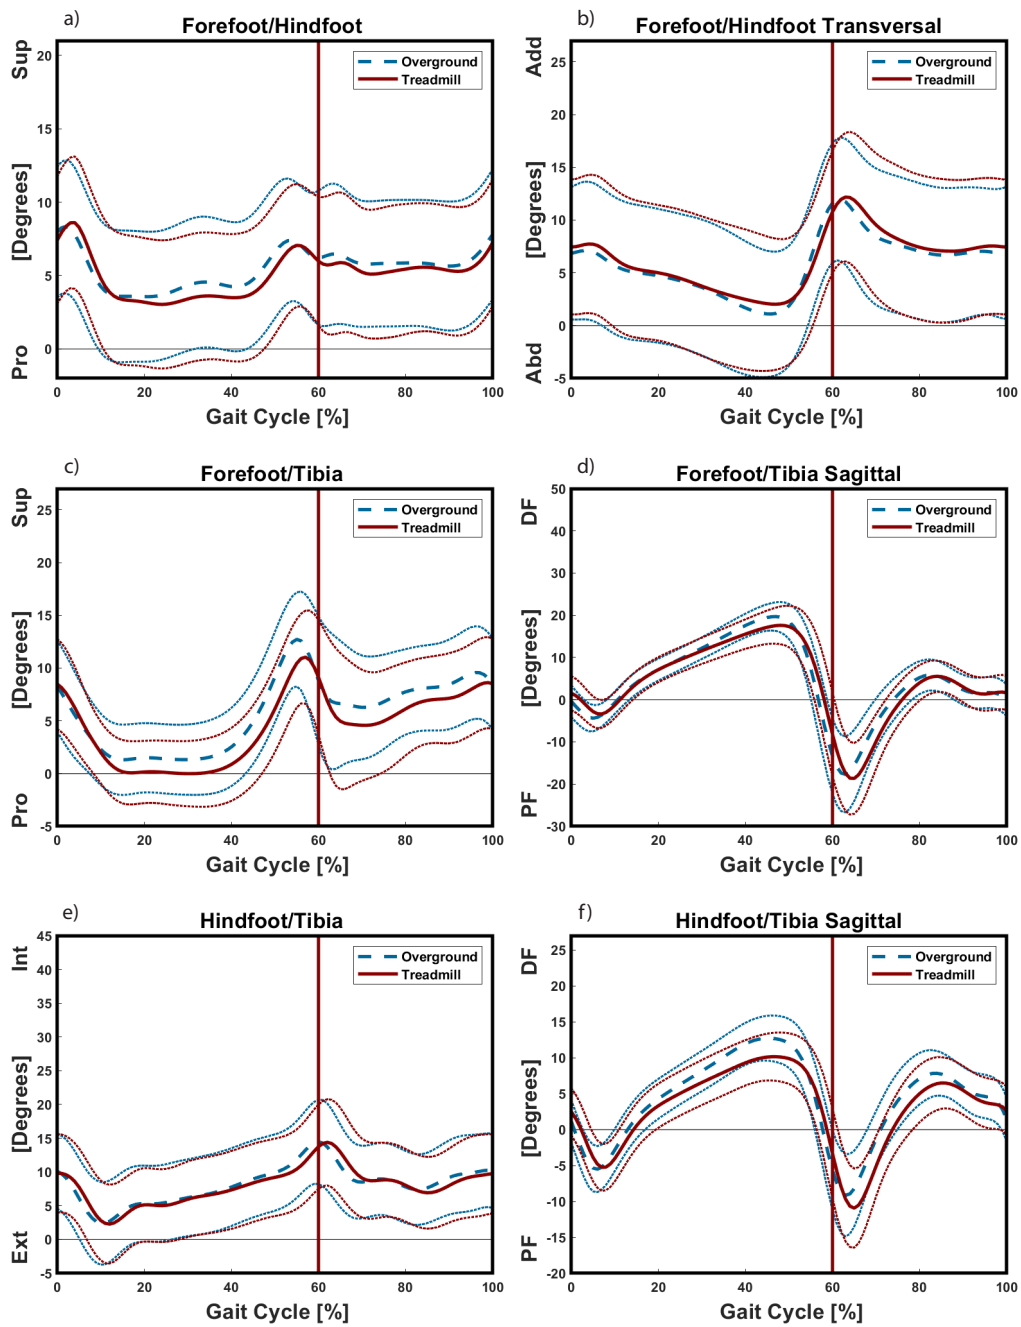 a)
Forefoot/Hindfoot
Sup
[Degrees]
Pro
20
15
10
5
0
Overground
Treadmill
0 20 40 60 80 100
Gait Cycle [%]
b)
Forefoot/Hindfoot Transversal
Add
[Degrees]
Abd
25
20
15
10
5
0
-5
Overground
Treadmill
0 20 40 60 80 100
Gait Cycle [%]
c)
Forefoot/Tibia
Sup
[Degrees]
Pro
25
20
15
10
5
0
-5
Overground
Treadmill
0 20 40 60 80 100
Gait Cycle [%]
d)
Forefoot/Tibia Sagittal
DF
[Degrees]
PF
50
40
30
20
10
0
-10
-20
-30
Overground
Treadmill
0 20 40 60 80 100
Gait Cycle [%]
e)
Hindfoot/Tibia
Int
[Degrees]
Ext
45
40
35
30
25
20
15
10
5
0
-5
Overground
Treadmill
0 20 40 60 80 100
Gait Cycle [%]
f)
Hindfoot/Tibia Sagittal
DF
[Degrees]
PF
25
20
15
10
5
0
-5
-10
-15
-20
Overground
Treadmill
0 20 40 60 80 100
Gait Cycle [%]